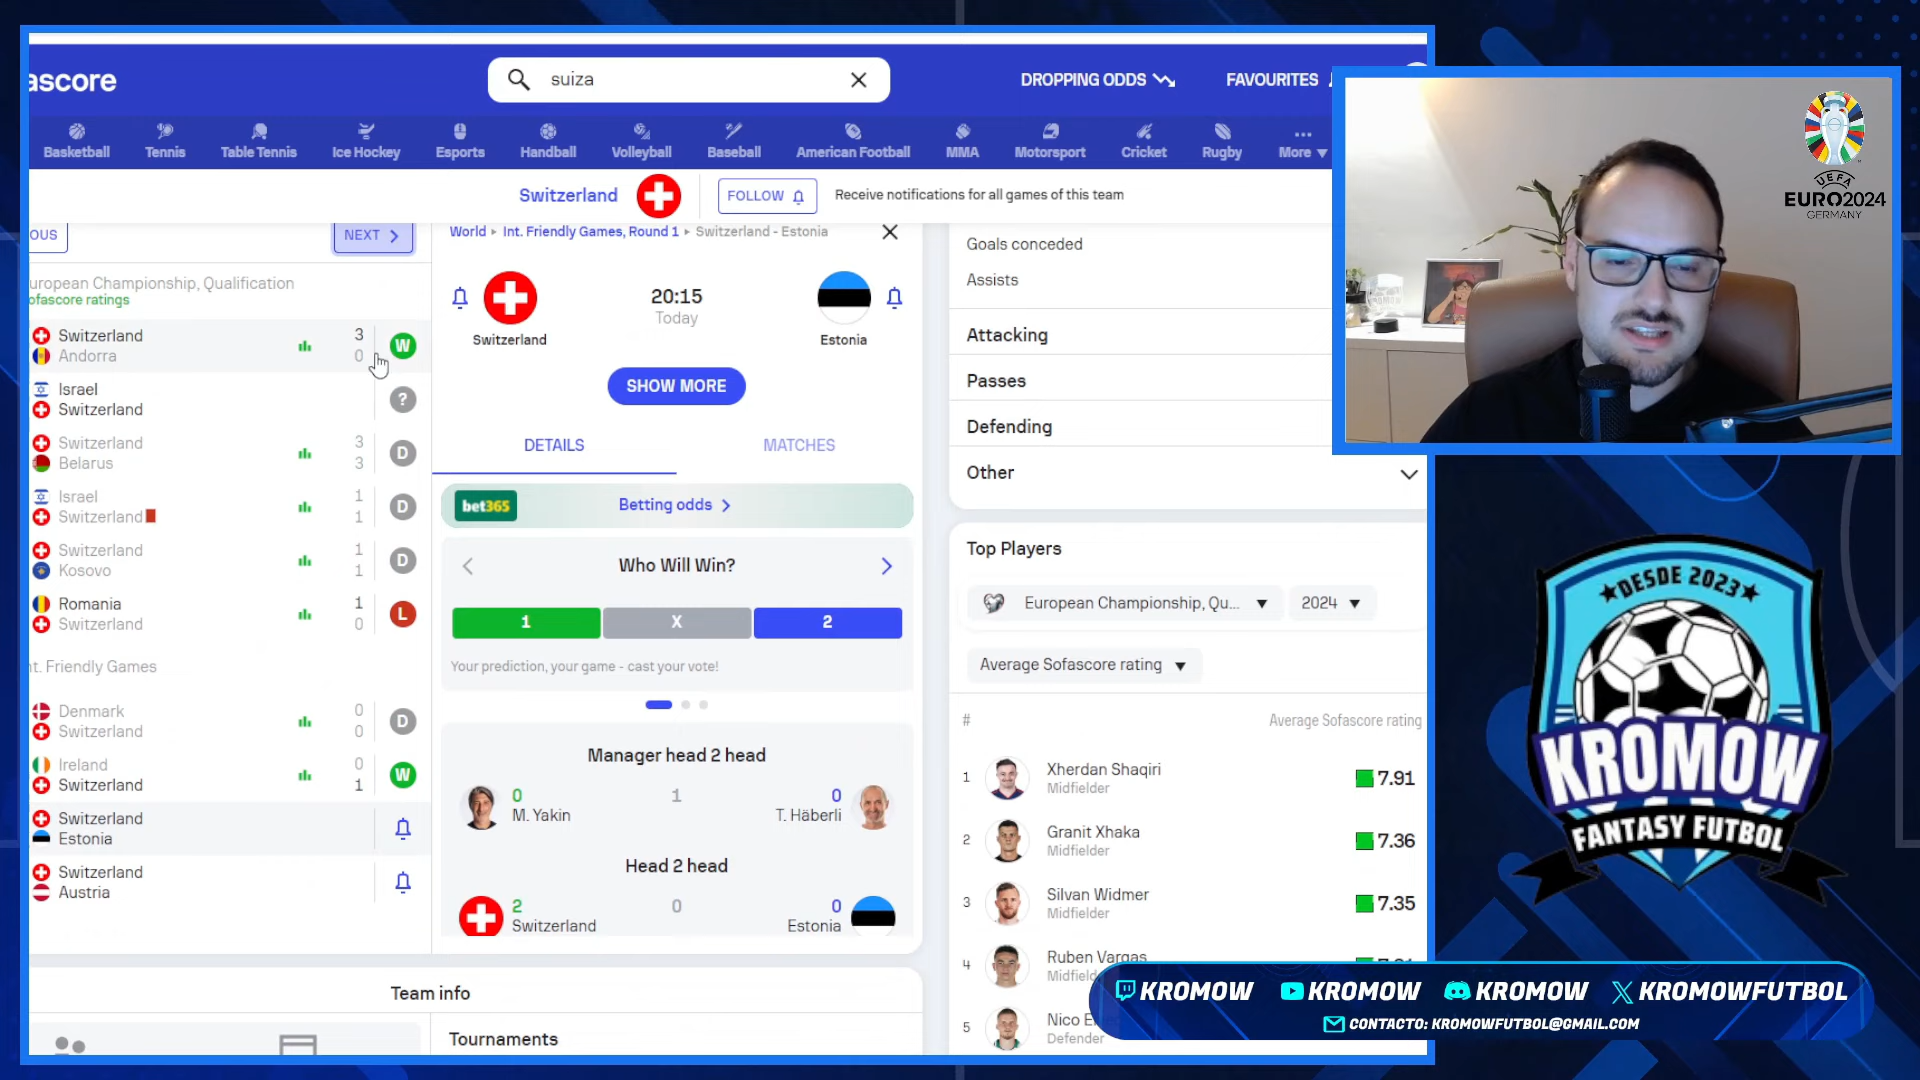 ascore
suiza
DROPPING ODDS
FAVOURITES
Basketball
Tennis
Table Tennis
Ice Hockey
Esports
Handball
Volleyball
Baseball
American Football
MMA
Motorsport
Cricket
Rugby
More
Switzerland
FOLLOW
Receive notifications for all games of this team
OUS
NEXT
uropean Championship, Qualification
ofascore ratings
Switzerland 3
Andorra 0
W
Israel
Switzerland
?
Switzerland 3
Belarus 3
D
Israel 1
Switzerland 1
D
Switzerland 1
Kosovo 1
D
Romania 1
Switzerland 0
L
nt. Friendly Games
Denmark 0
Switzerland 0
D
Ireland 0
Switzerland 1
W
Switzerland
Estonia
Switzerland
Austria
World Int. Friendly Games, Round 1 Switzerland - Estonia
20:15
Today
Switzerland
Estonia
SHOW MORE
DETAILS
MATCHES
bet365
Betting odds
Who Will Win?
1
X
2
Your prediction, your game - cast your vote!
Manager head 2 head
0 1 0
M. Yakin
T. Häberli
Head 2 head
2 0 0
Switzerland
Estonia
Team info
Tournaments
Goals conceded
Assists
Attacking
Passes
Defending
Other
Top Players
European Championship, Qu...
2024
Average Sofascore rating
# Average Sofascore rating
1 Xherdan Shaqiri 7.91
Midfielder
2 Granit Xhaka 7.36
Midfielder
3 Silvan Widmer 7.35
Midfielder
4 Ruben Vargas
Midfield
5 Nico E
Defender
UEFA
EURO2024
GERMANY
DESDE 2023
KROMOW
FANTASY FUTBOL
KROMOW
KROMOW
KROMOW
KROMOWFUTBOL
CONTACTO: KROMOWFUTBOL@GMAIL.COM